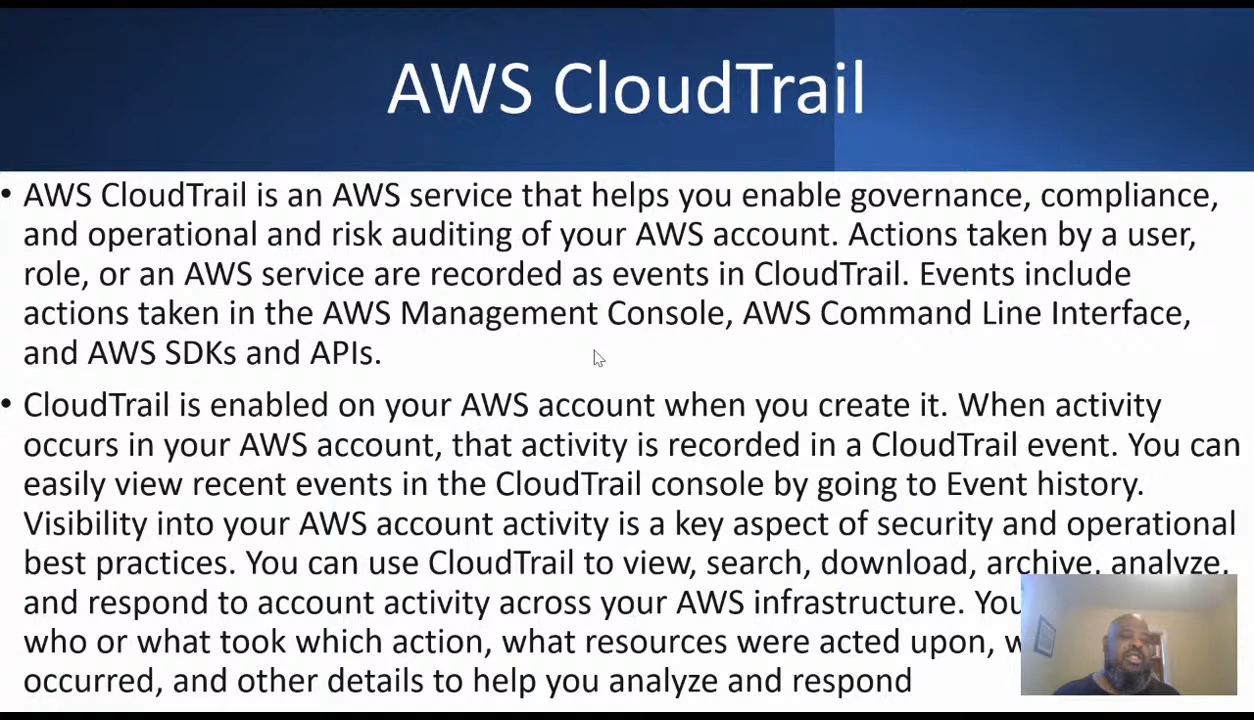 AWS CloudTrail
• AWS CloudTrail is an AWS service that helps you enable governance, compliance,
and operational and risk auditing of your AWS account. Actions taken by a user,
role, or an AWS service are recorded as events in CloudTrail. Events include
actions taken in the AWS Management Console, AWS Command Line Interface,
and AWS SDKs and APIs.
• CloudTrail is enabled on your AWS account when you create it. When activity
occurs in your AWS account, that activity is recorded in a CloudTrail event. You can
easily view recent events in the CloudTrail console by going to Event history.
Visibility into your AWS account activity is a key aspect of security and operational
best practices. You can use CloudTrail to view, search, download, archive, analyze,
and respond to account activity across your AWS infrastructure. You
who or what took which action, what resources were acted upon,
occurred, and other details to help you analyze and respond